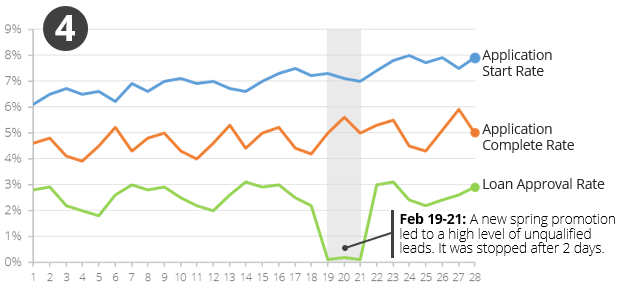 4
9%
8%
7%
6%
5%
4%
3%
2%
1%
0%
Application
Start Rate
Application
Complete Rate
Loan Approval Rate
Feb 19-21: A new spring promotion
led to a high level of unqualified
leads. It was stopped after 2 days.
1 2 3 4 5 6 7 8 9 10 11 12 13 14 15 16 17 18 19 20 21 22 23 24 25 26 27 28